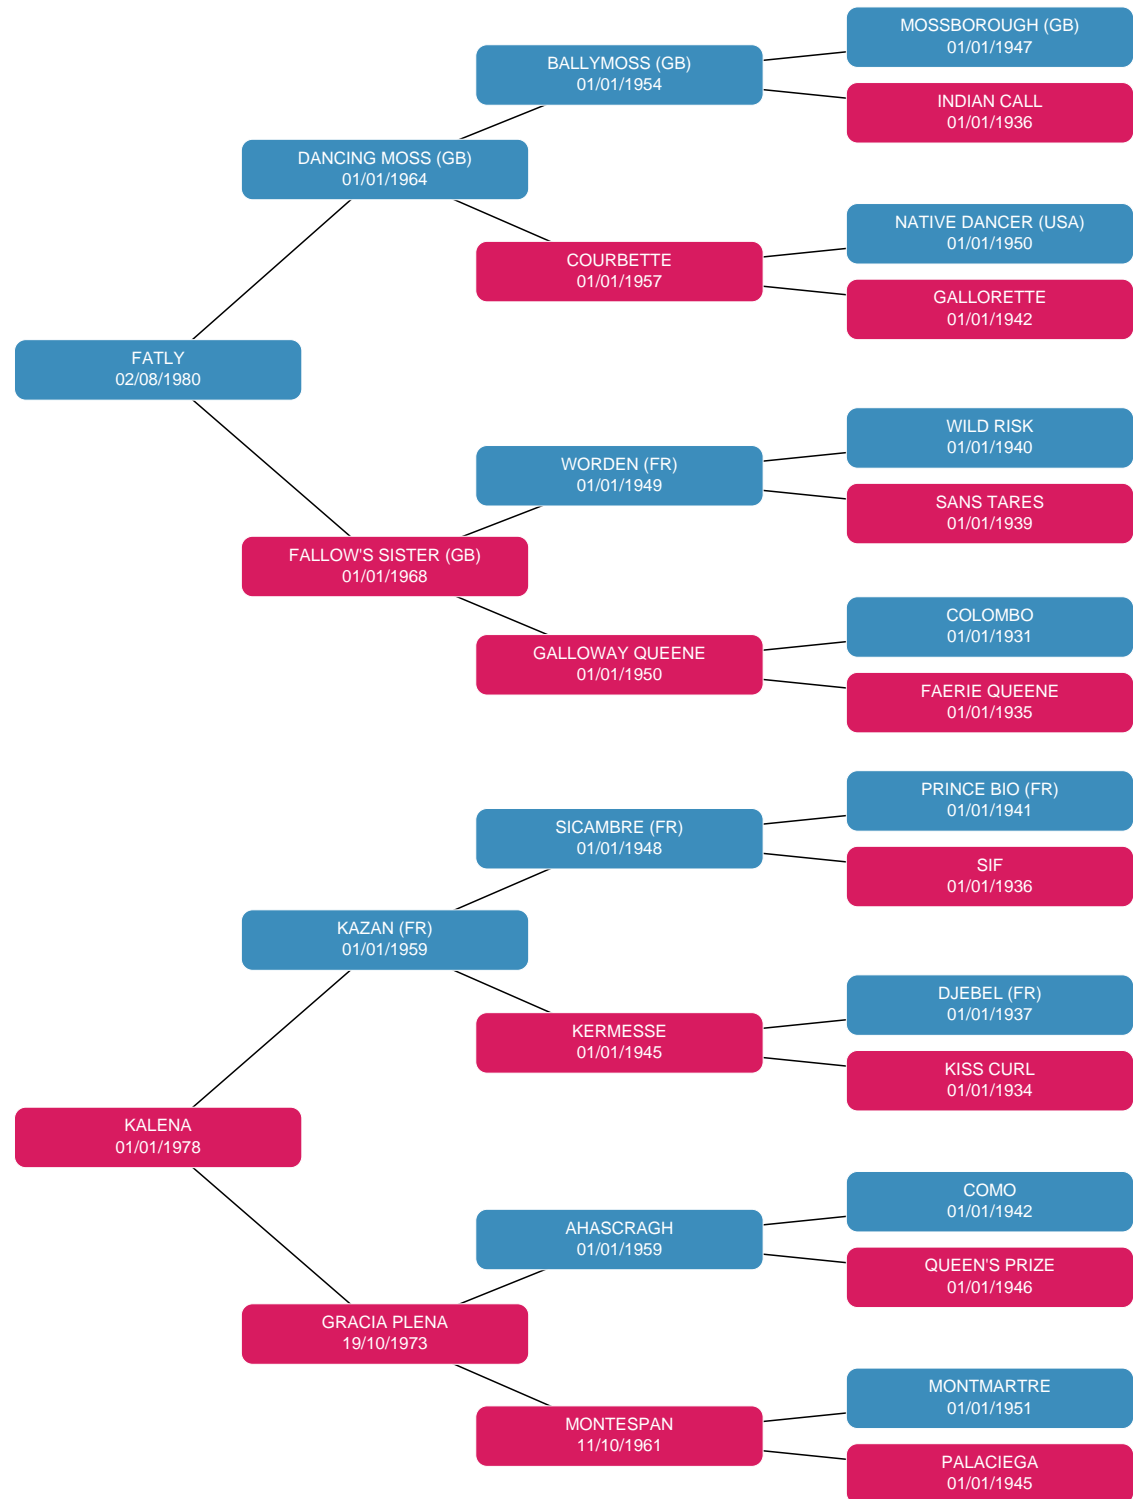 MOSSBOROUGH (GB)
01/01/1947
BALLYMOSS (GB)
01/01/1954
INDIAN CALL
01/01/1936
DANCING MOSS (GB)
01/01/1964
NATIVE DANCER (USA)
01/01/1950
COURBETTE
01/01/1957
GALLORETTE
01/01/1942
FATLY
02/08/1980
WILD RISK
01/01/1940
WORDEN (FR)
01/01/1949
SANS TARES
01/01/1939
FALLOW'S SISTER (GB)
01/01/1968
COLOMBO
01/01/1931
GALLOWAY QUEENE
01/01/1950
FAERIE QUEENE
01/01/1935
PRINCE BIO (FR)
01/01/1941
SICAMBRE (FR)
01/01/1948
SIF
01/01/1936
KAZAN (FR)
01/01/1959
DJEBEL (FR)
01/01/1937
KERMESSE
01/01/1945
KISS CURL
01/01/1934
KALENA
01/01/1978
COMO
01/01/1942
AHASCRAGH
01/01/1959
QUEEN'S PRIZE
01/01/1946
GRACIA PLENA
19/10/1973
MONTMARTRE
01/01/1951
MONTESPAN
11/10/1961
PALACIEGA
01/01/1945